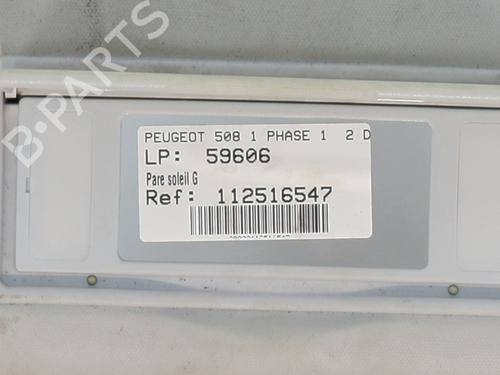 B-PARTS
PEUGEOT 508 1 PHASE 1 2 D
LP: 59606
Pare soleil G
Ref: 112516547